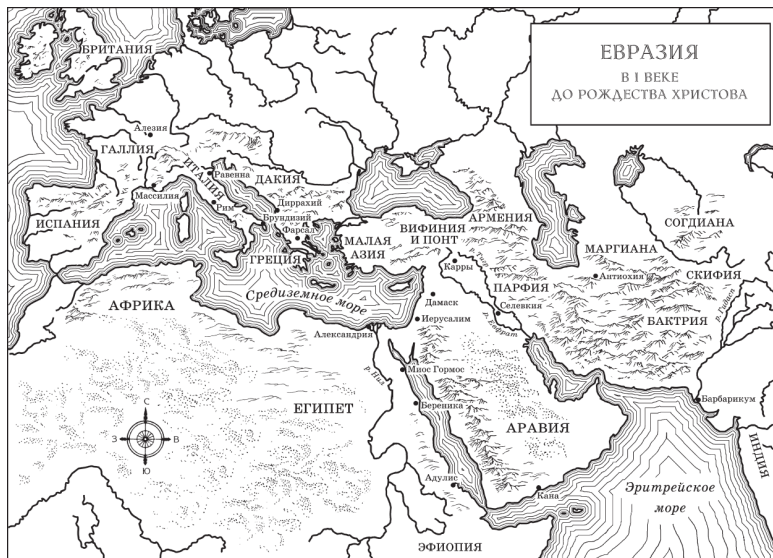 ЕВРАЗИЯ
В I ВЕКЕ
ДО РОЖДЕСТВА ХРИСТОВА
БРИТАНИЯ
Алезия
ГАЛЛИЯ
ИТАЛИЯ
Равенна
ДАКИЯ
Массилия
Рим
Диррахий
Брундизий
Фарсал
ИСПАНИЯ
ГРЕЦИЯ
МАЛАЯ
АЗИЯ
ВИФИНИЯ
И ПОНТ
АРМЕНИЯ
Карры
ПАРФИЯ
Селевкия
р. Евфрат
МАРГИАНА
Антиохия
СОГДИАНА
СКИФИЯ
БАКТРИЯ
АФРИКА
Средиземное море
Дамаск
Иерусалим
Александрия
р. Нил
Миос Гормос
ЕГИПЕТ
Береника
АРАВИЯ
Барбарикум
ИНДИЯ
С
З
В
Ю
Адулис
Кана
Эритрейское
море
ЭФИОПИЯ